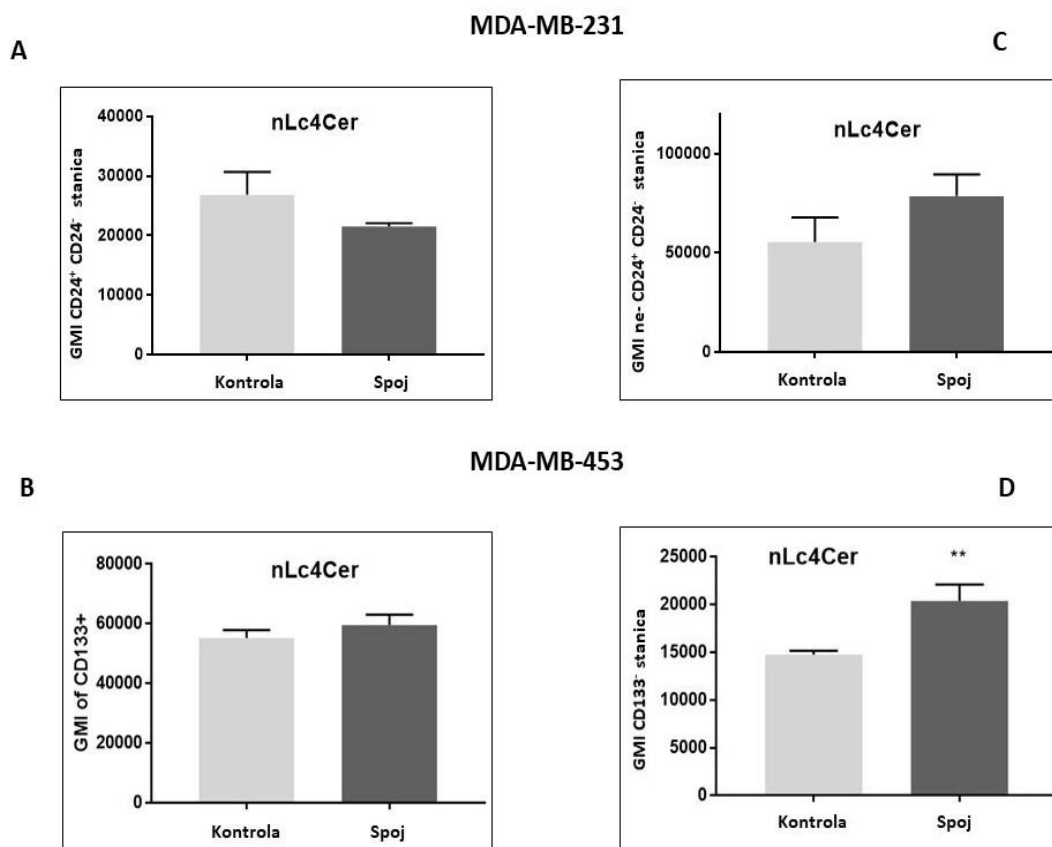 MDA-MB-231
A
nLc4Cer
GMI CD24⁺ CD24⁻ stanica
40000
30000
20000
10000
0
Kontrola Spoj
C
nLc4Cer
GMI ne- CD24⁺ CD24⁻ stanica
100000
50000
0
Kontrola Spoj
MDA-MB-453
B
nLc4Cer
GMI of CD133+
80000
60000
40000
20000
0
Kontrola Spoj
D
nLc4Cer
**
GMI CD133⁻ stanica
25000
20000
15000
10000
5000
0
Kontrola Spoj